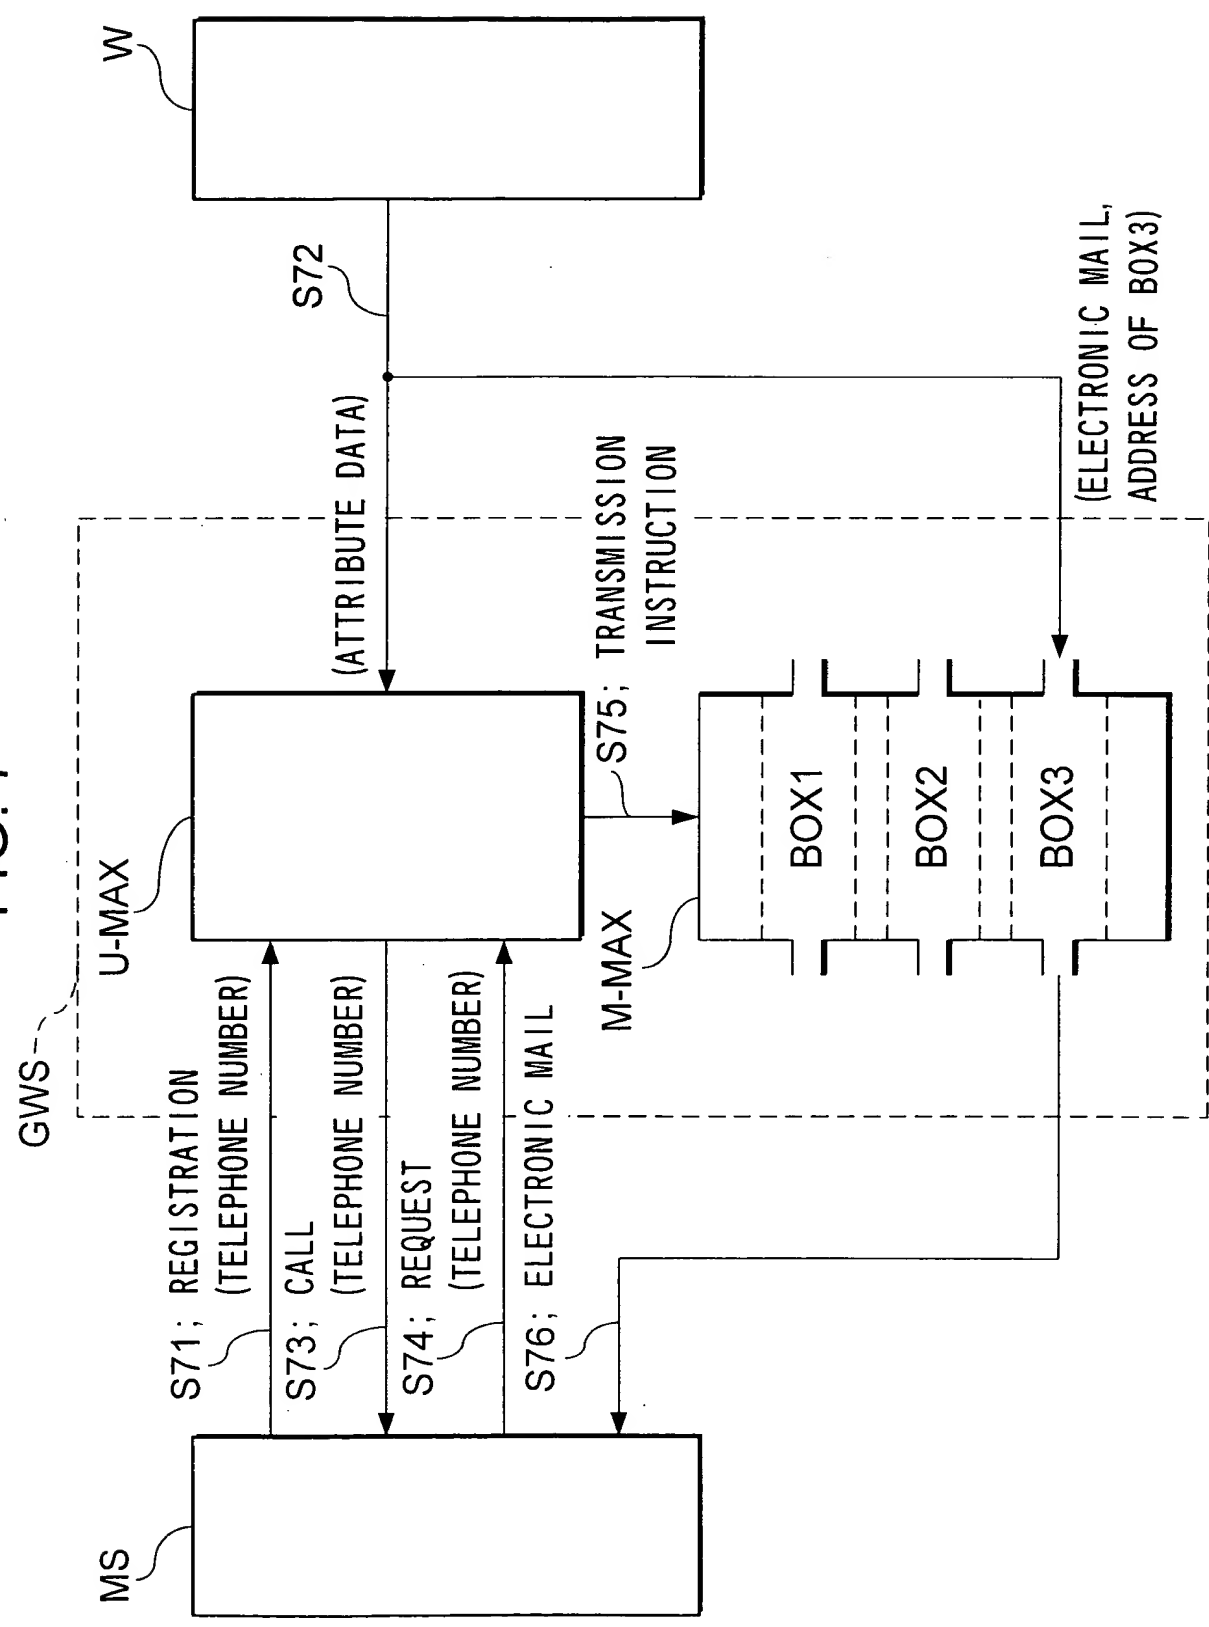 FIG. 7
GWS
MS
U-MAX
W
S71; REGISTRATION
(TELEPHONE NUMBER)
S73; CALL
(TELEPHONE NUMBER)
S74; REQUEST
(TELEPHONE NUMBER)
S76; ELECTRONIC MAIL
(ATTRIBUTE DATA)
S72
S75; TRANSMISSION
INSTRUCTION
M-MAX
BOX1
BOX2
BOX3
(ELECTRONIC MAIL,
ADDRESS OF BOX3)